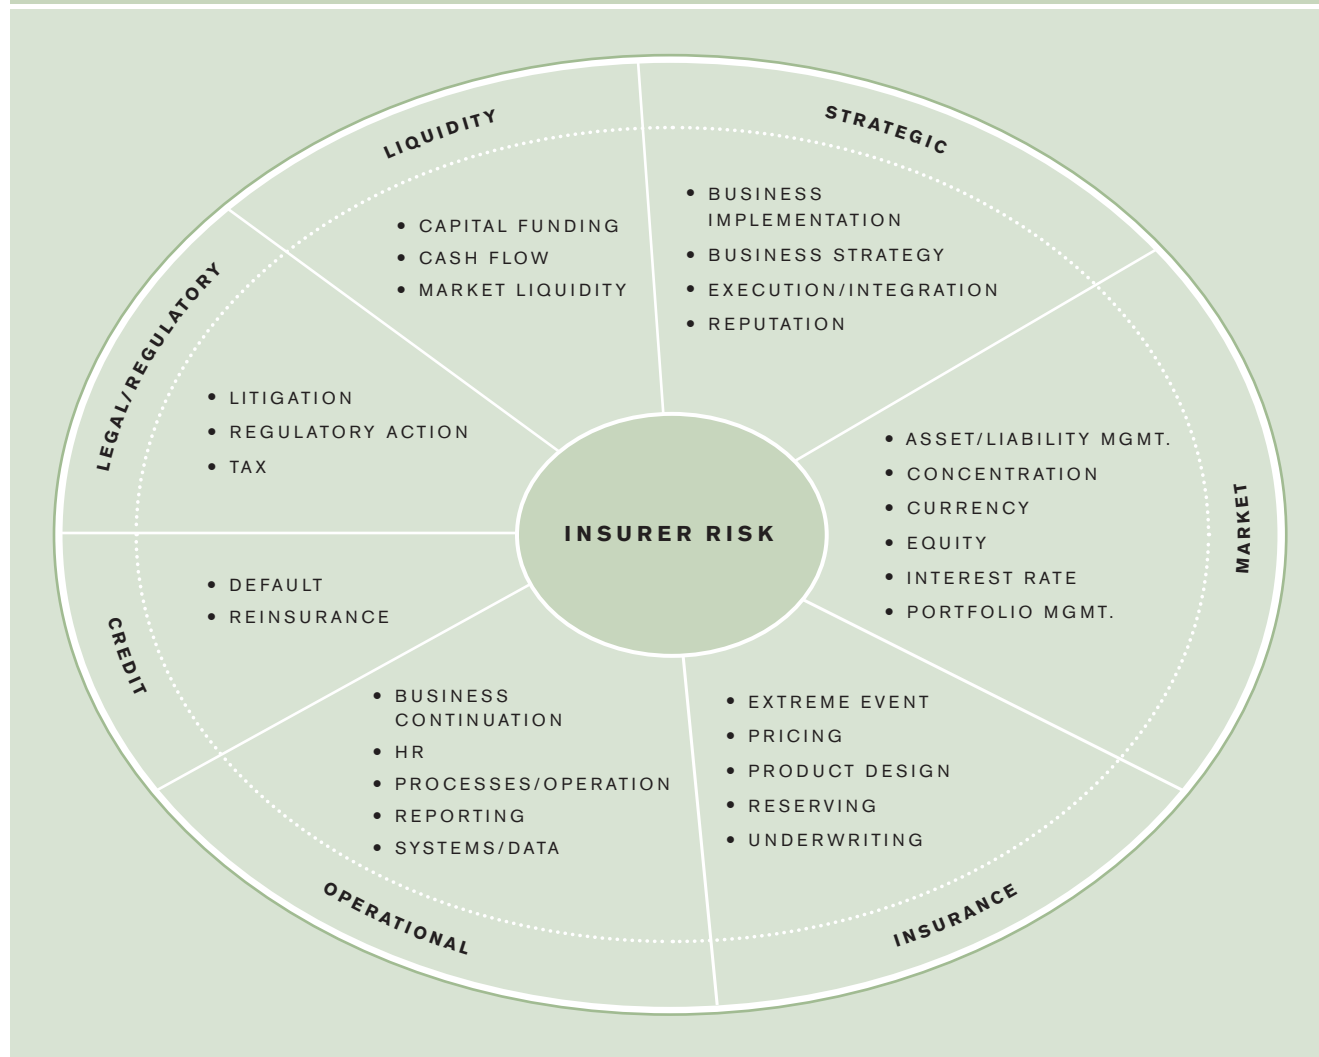 LIQUIDITY
CAPITAL FUNDING
CASH FLOW
MARKET LIQUIDITY
STRATEGIC
BUSINESS
IMPLEMENTATION
BUSINESS STRATEGY
EXECUTION/INTEGRATION
REPUTATION
LEGAL/REGULATORY
LITIGATION
REGULATORY ACTION
TAX
INSURER RISK
MARKET
ASSET/LIABILITY MGMT.
CONCENTRATION
CURRENCY
EQUITY
INTEREST RATE
PORTFOLIO MGMT.
CREDIT
DEFAULT
REINSURANCE
OPERATIONAL
BUSINESS
CONTINUATION
HR
PROCESSES/OPERATION
REPORTING
SYSTEMS/DATA
INSURANCE
EXTREME EVENT
PRICING
PRODUCT DESIGN
RESERVING
UNDERWRITING